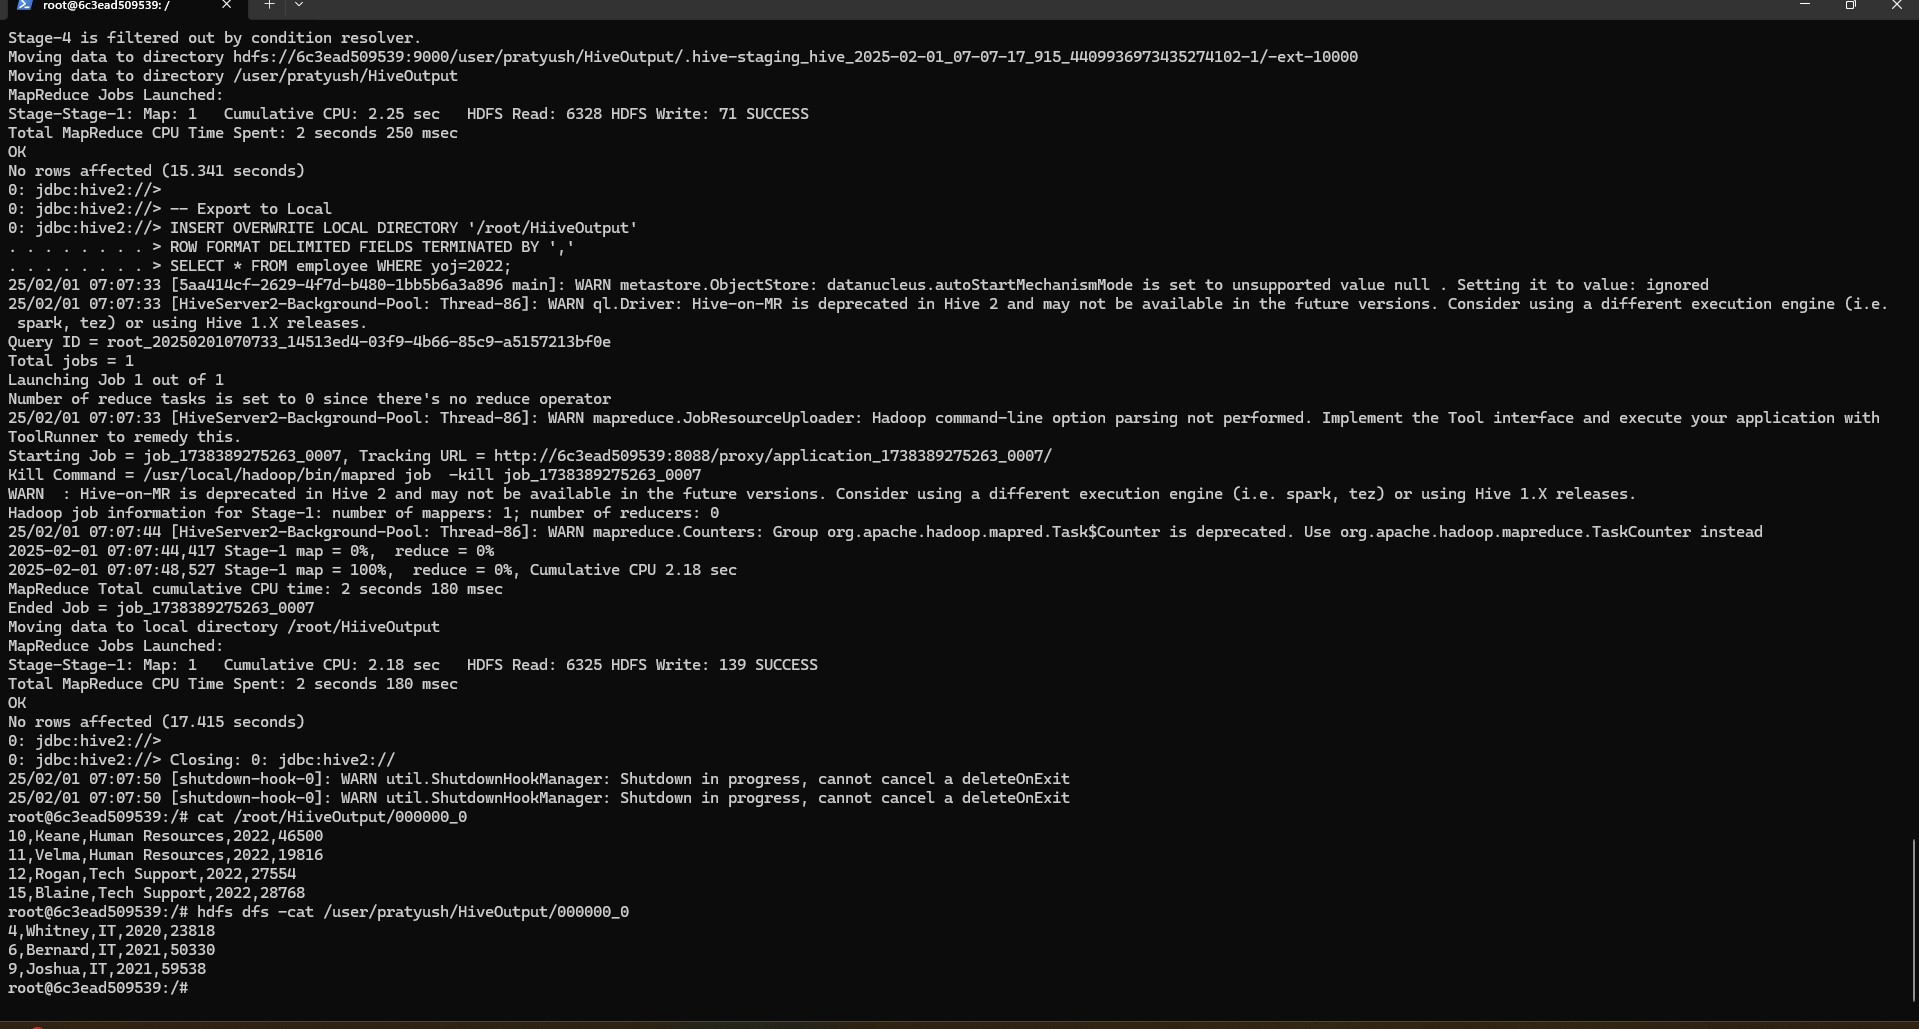 root@6c3ead509539: /
Stage-4 is filtered out by condition resolver.
Moving data to directory hdfs://6c3ead509539:9000/user/pratyush/HiveOutput/.hive-staging_hive_2025-02-01_07-07-17_915_4409936973435274102-1/-ext-10000
Moving data to directory /user/pratyush/HiveOutput
MapReduce Jobs Launched:
Stage-Stage-1: Map: 1   Cumulative CPU: 2.25 sec   HDFS Read: 6328 HDFS Write: 71 SUCCESS
Total MapReduce CPU Time Spent: 2 seconds 250 msec
OK
No rows affected (15.341 seconds)
0: jdbc:hive2://>
0: jdbc:hive2://> -- Export to Local
0: jdbc:hive2://> INSERT OVERWRITE LOCAL DIRECTORY '/root/HiiveOutput'
. . . . . . . . > ROW FORMAT DELIMITED FIELDS TERMINATED BY ','
. . . . . . . . > SELECT * FROM employee WHERE yoj=2022;
25/02/01 07:07:33 [5aa414cf-2629-4f7d-b480-1bb5b6a3a896 main]: WARN metastore.ObjectStore: datanucleus.autoStartMechanismMode is set to unsupported value null . Setting it to value: ignored
25/02/01 07:07:33 [HiveServer2-Background-Pool: Thread-86]: WARN ql.Driver: Hive-on-MR is deprecated in Hive 2 and may not be available in the future versions. Consider using a different execution engine (i.e.
 spark, tez) or using Hive 1.X releases.
Query ID = root_20250201070733_14513ed4-03f9-4b66-85c9-a5157213bf0e
Total jobs = 1
Launching Job 1 out of 1
Number of reduce tasks is set to 0 since there's no reduce operator
25/02/01 07:07:33 [HiveServer2-Background-Pool: Thread-86]: WARN mapreduce.JobResourceUploader: Hadoop command-line option parsing not performed. Implement the Tool interface and execute your application with
ToolRunner to remedy this.
Starting Job = job_1738389275263_0007, Tracking URL = http://6c3ead509539:8088/proxy/application_1738389275263_0007/
Kill Command = /usr/local/hadoop/bin/mapred job  -kill job_1738389275263_0007
WARN  : Hive-on-MR is deprecated in Hive 2 and may not be available in the future versions. Consider using a different execution engine (i.e. spark, tez) or using Hive 1.X releases.
Hadoop job information for Stage-1: number of mappers: 1; number of reducers: 0
25/02/01 07:07:44 [HiveServer2-Background-Pool: Thread-86]: WARN mapreduce.Counters: Group org.apache.hadoop.mapred.Task$Counter is deprecated. Use org.apache.hadoop.mapreduce.TaskCounter instead
2025-02-01 07:07:44,417 Stage-1 map = 0%,  reduce = 0%
2025-02-01 07:07:48,527 Stage-1 map = 100%,  reduce = 0%, Cumulative CPU 2.18 sec
MapReduce Total cumulative CPU time: 2 seconds 180 msec
Ended Job = job_1738389275263_0007
Moving data to local directory /root/HiiveOutput
MapReduce Jobs Launched:
Stage-Stage-1: Map: 1   Cumulative CPU: 2.18 sec   HDFS Read: 6325 HDFS Write: 139 SUCCESS
Total MapReduce CPU Time Spent: 2 seconds 180 msec
OK
No rows affected (17.415 seconds)
0: jdbc:hive2://>
0: jdbc:hive2://> Closing: 0: jdbc:hive2://
25/02/01 07:07:50 [shutdown-hook-0]: WARN util.ShutdownHookManager: Shutdown in progress, cannot cancel a deleteOnExit
25/02/01 07:07:50 [shutdown-hook-0]: WARN util.ShutdownHookManager: Shutdown in progress, cannot cancel a deleteOnExit
root@6c3ead509539:/# cat /root/HiiveOutput/000000_0
10,Keane,Human Resources,2022,46500
11,Velma,Human Resources,2022,19816
12,Rogan,Tech Support,2022,27554
15,Blaine,Tech Support,2022,28768
root@6c3ead509539:/# hdfs dfs -cat /user/pratyush/HiveOutput/000000_0
4,Whitney,IT,2020,23818
6,Bernard,IT,2021,50330
9,Joshua,IT,2021,59538
root@6c3ead509539:/#